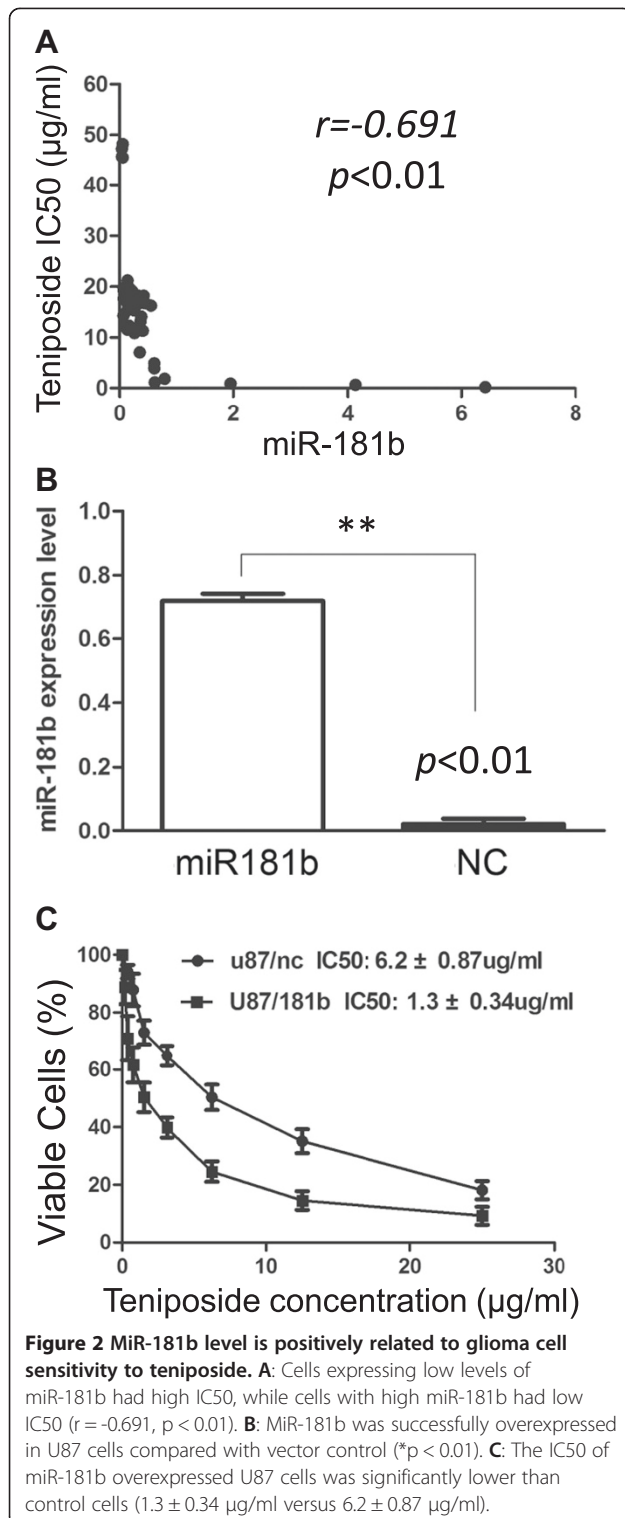 A
Teniposide IC50 (µg/ml)
60
50
40
30
20
10
0
r=-0.691
p<0.01
0 2 4 6 8
miR-181b
B
miR-181b expression level
1.0
0.8
0.6
0.4
0.2
0.0
**
p<0.01
miR181b NC
C
Viable Cells (%)
100
80
60
40
20
0
u87/nc IC50: 6.2 ± 0.87ug/ml
U87/181b IC50: 1.3 ± 0.34ug/ml
0 10 20 30
Teniposide concentration (µg/ml)
Figure 2 MiR-181b level is positively related to glioma cell
sensitivity to teniposide. A: Cells expressing low levels of
miR-181b had high IC50, while cells with high miR-181b had low
IC50 (r = -0.691, p < 0.01). B: MiR-181b was successfully overexpressed
in U87 cells compared with vector control (*p < 0.01). C: The IC50 of
miR-181b overexpressed U87 cells was significantly lower than
control cells (1.3 ± 0.34 µg/ml versus 6.2 ± 0.87 µg/ml).